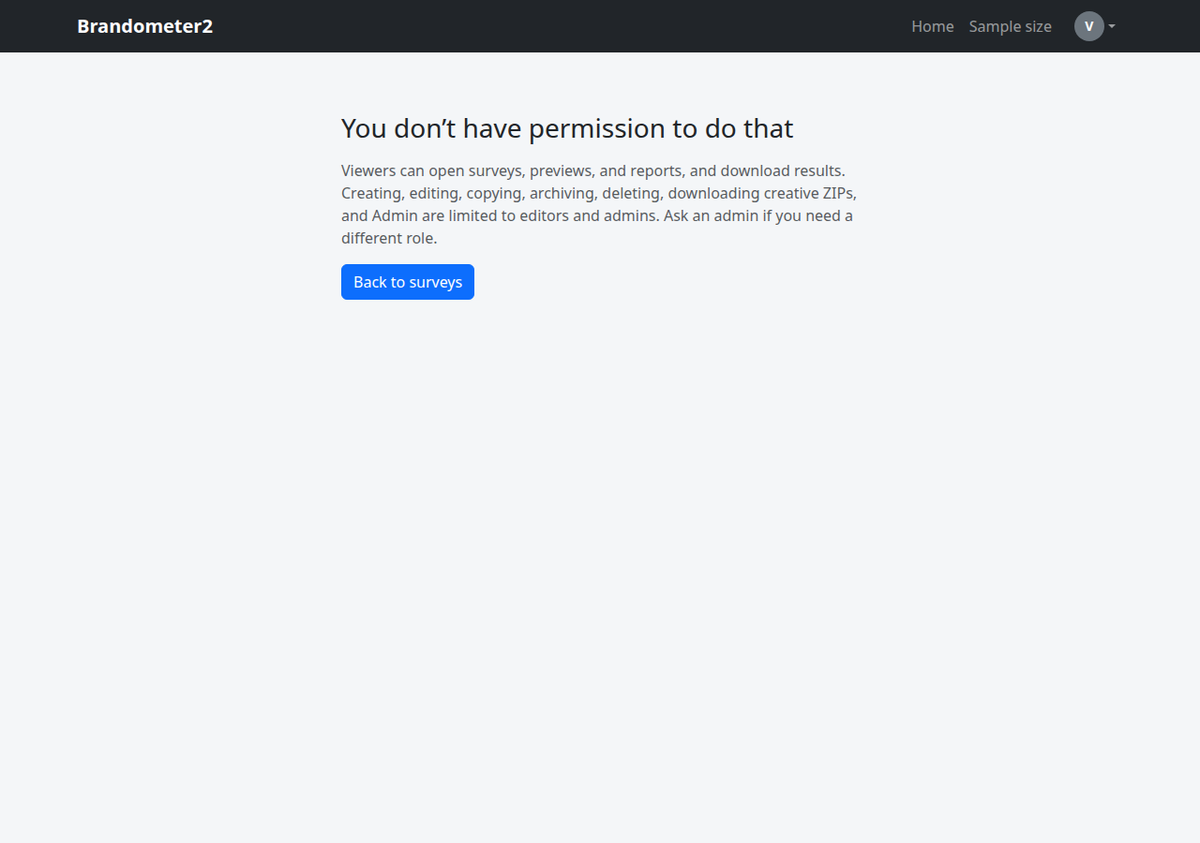 Brandometer2
Home
Sample size
V
You don’t have permission to do that
Viewers can open surveys, previews, and reports, and download results.
Creating, editing, copying, archiving, deleting, downloading creative ZIPs,
and Admin are limited to editors and admins. Ask an admin if you need a
different role.
Back to surveys